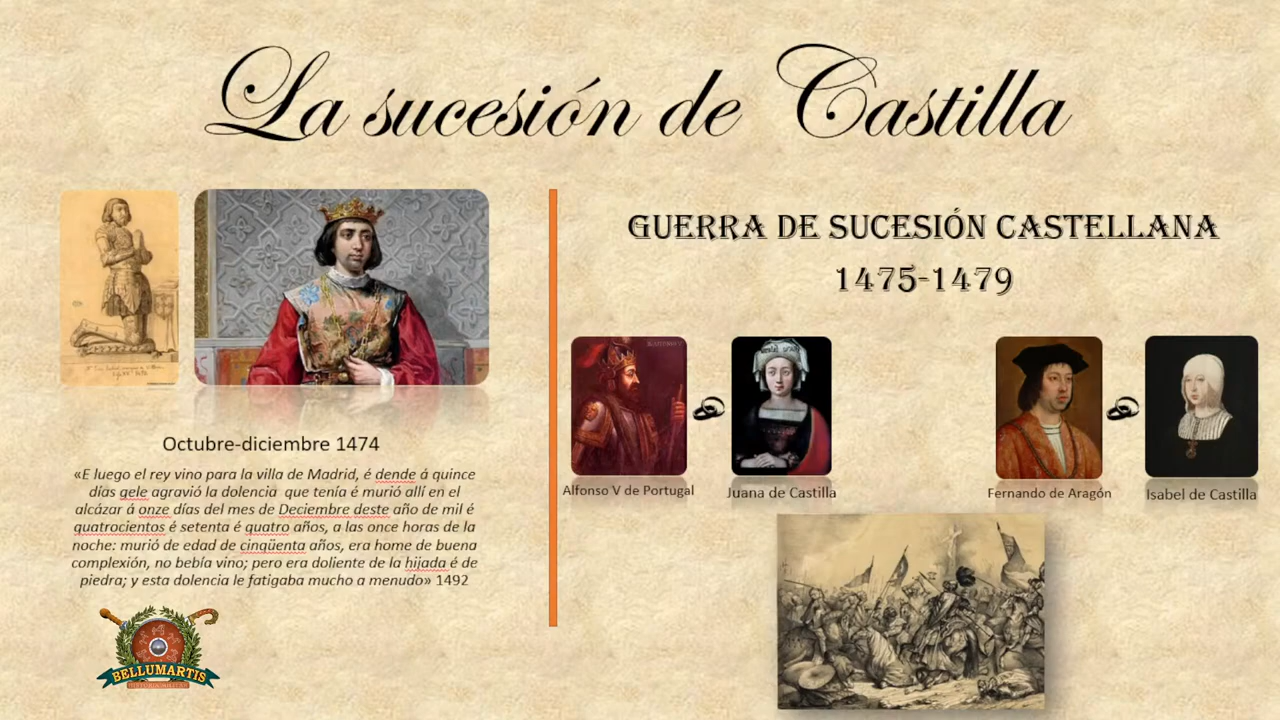 La sucesión de Castilla
Octubre-diciembre 1474
«E luego el rey vino para la villa de Madrid, é dende á quince
días gele agravió la dolencia que tenía é murió allí en el
alcázar á onze días del mes de Deciembre deste año de mil é
quatrocientos é setenta é quatro años, a las once horas de la
noche: murió de edad de cinqüenta años, era home de buena
complexión, no bebía vino; pero era doliente de la hijada é de
piedra; y esta dolencia le fatigaba mucho a menudo» 1492
BELLUMARTIS
GUERRA DE SUCESIÓN CASTELLANA
1475-1479
Alfonso V de Portugal
Juana de Castilla
Fernando de Aragón
Isabel de Castilla